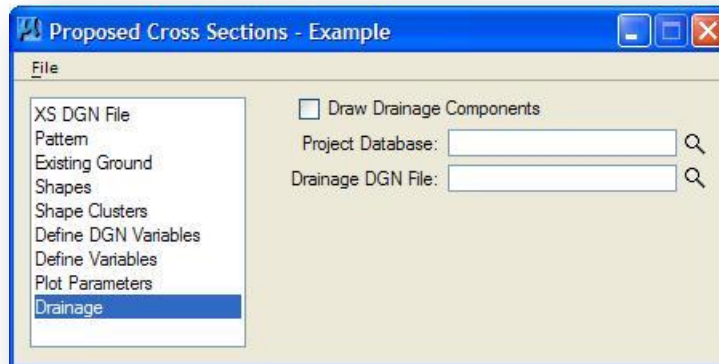 Proposed Cross Sections - Example
File
XS DGN File
Pattern
Existing Ground
Shapes
Shape Clusters
Define DGN Variables
Define Variables
Plot Parameters
Drainage
Draw Drainage Components
Project Database:
Drainage DGN File: